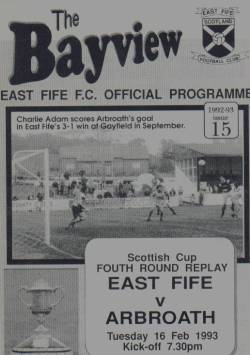 The
Bayview
EAST FIFE
SCOTLAND
FOOTBALL CLUB
EAST FIFE F.C. OFFICIAL PROGRAMME
Charlie Adam scores Arbroath's goal
in East Fife's 3-1 win at Gayfield in September.
1992-93
issue
15
Scottish Cup
FOUTH ROUND REPLAY
EAST FIFE
v
ARBROATH
Tuesday 16 Feb 1993
Kick-off 7.30pm